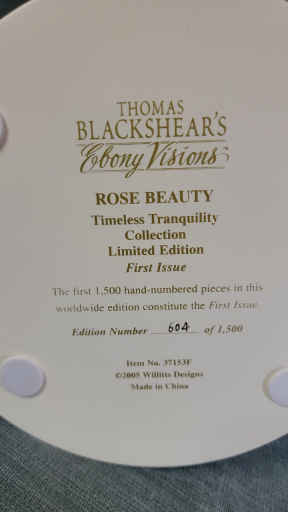 THOMAS
BLACKSHEAR'S
Ebony Visions
ROSE BEAUTY
Timeless Tranquility
Collection
Limited Edition
First Issue
The first 1,500 hand-numbered pieces in this
worldwide edition constitute the First Issue.
Edition Number 604 of 1,500
Item No. 37153F
©2005 Willitts Designs
Made in China